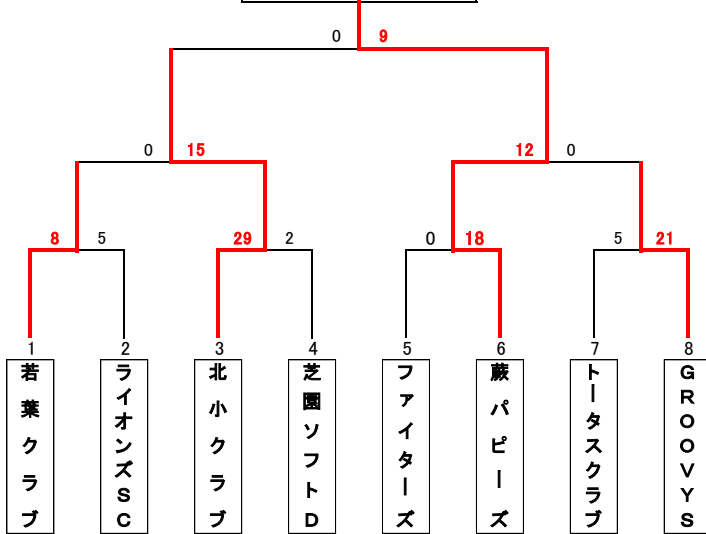 0 9
0 15 12 0
8 5 29 2 0 18 5 21
1 2 3 4 5 6 7 8
若葉クラブ
ライオンズSC
北小クラブ
芝園ソフトD
ファイターズ
蕨パピーズ
トータスクラブ
GROOVYS